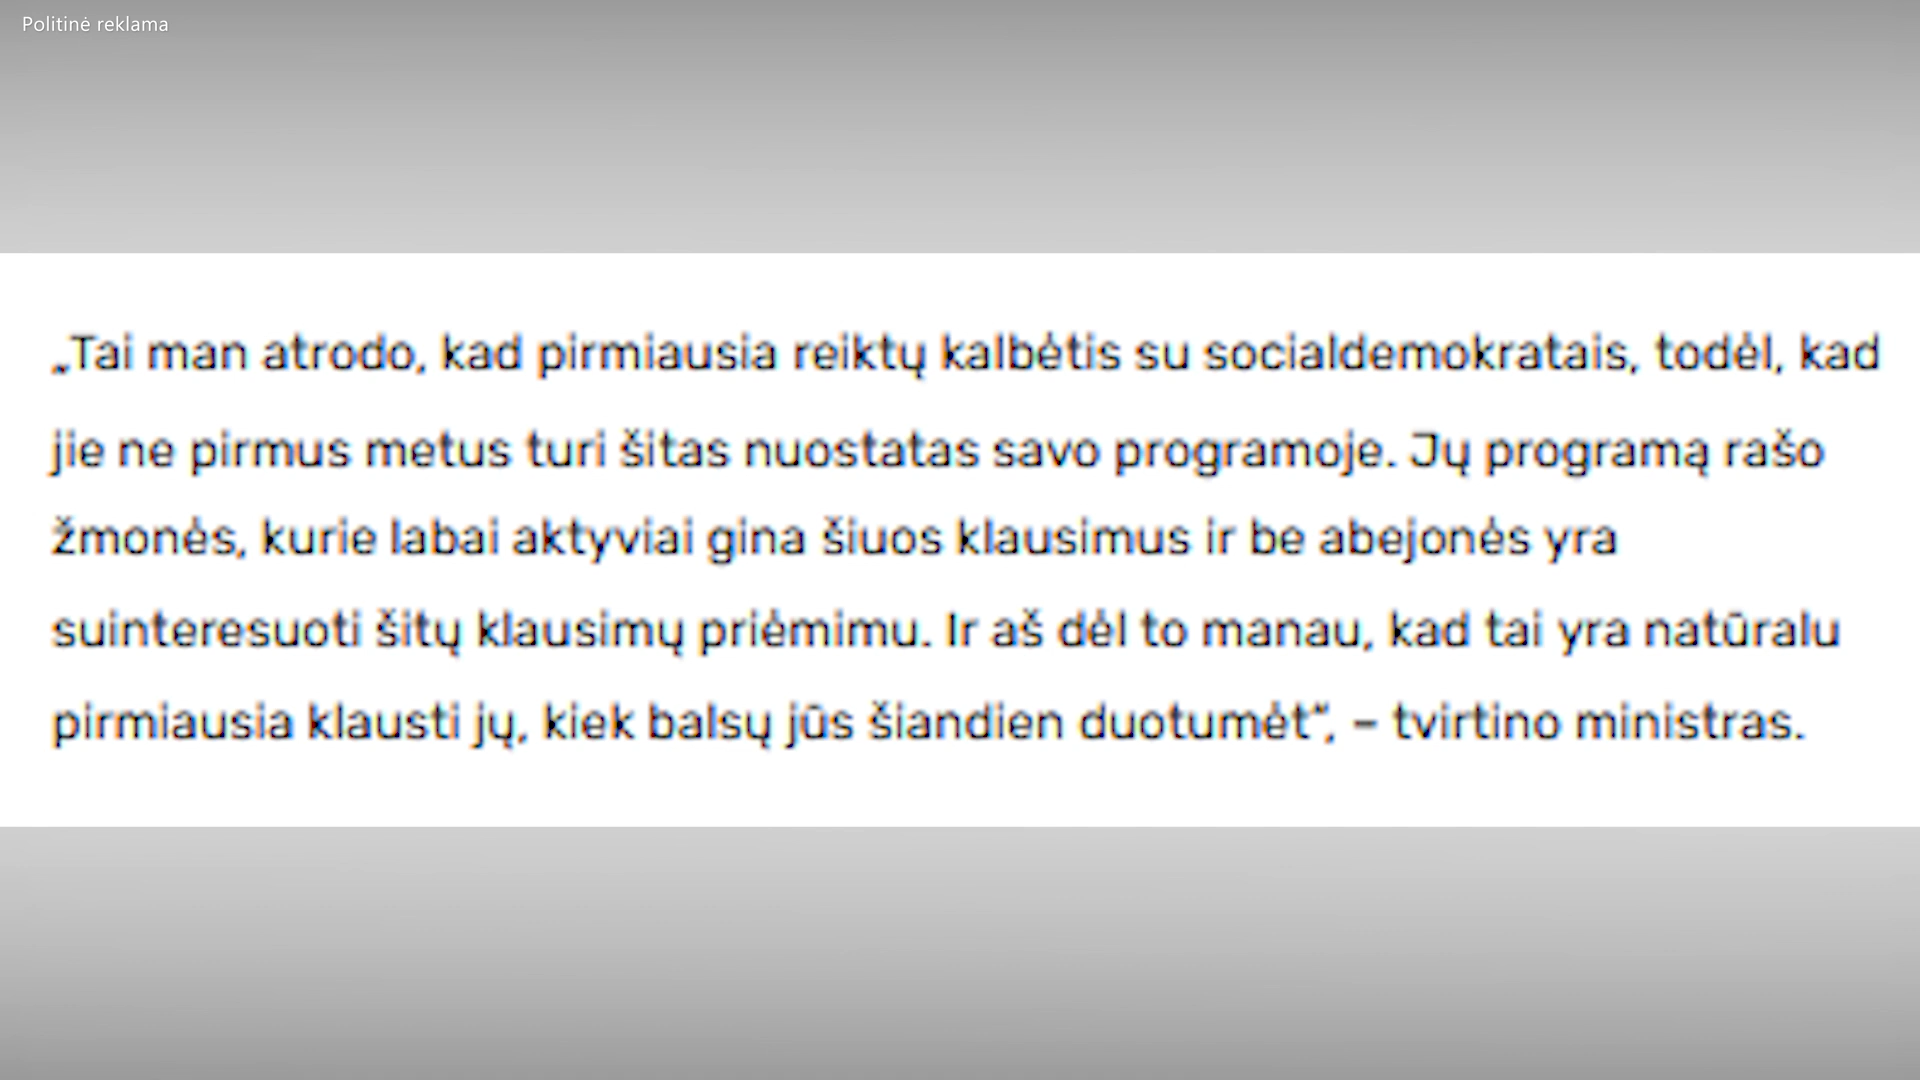 Politinė reklama
„Tai man atrodo, kad pirmiausia reiktų kalbėtis su socialdemokratais, todėl, kad
jie ne pirmus metus turi šitas nuostatas savo programoje. Jų programą rašo
žmonės, kurie labai aktyviai gina šiuos klausimus ir be abejonės yra
suinteresuoti šitų klausimų priėmimu. Ir aš dėl to manau, kad tai yra natūralu
pirmiausia klausti jų, kiek balsų jūs šiandien duotumėt“, – tvirtino ministras.